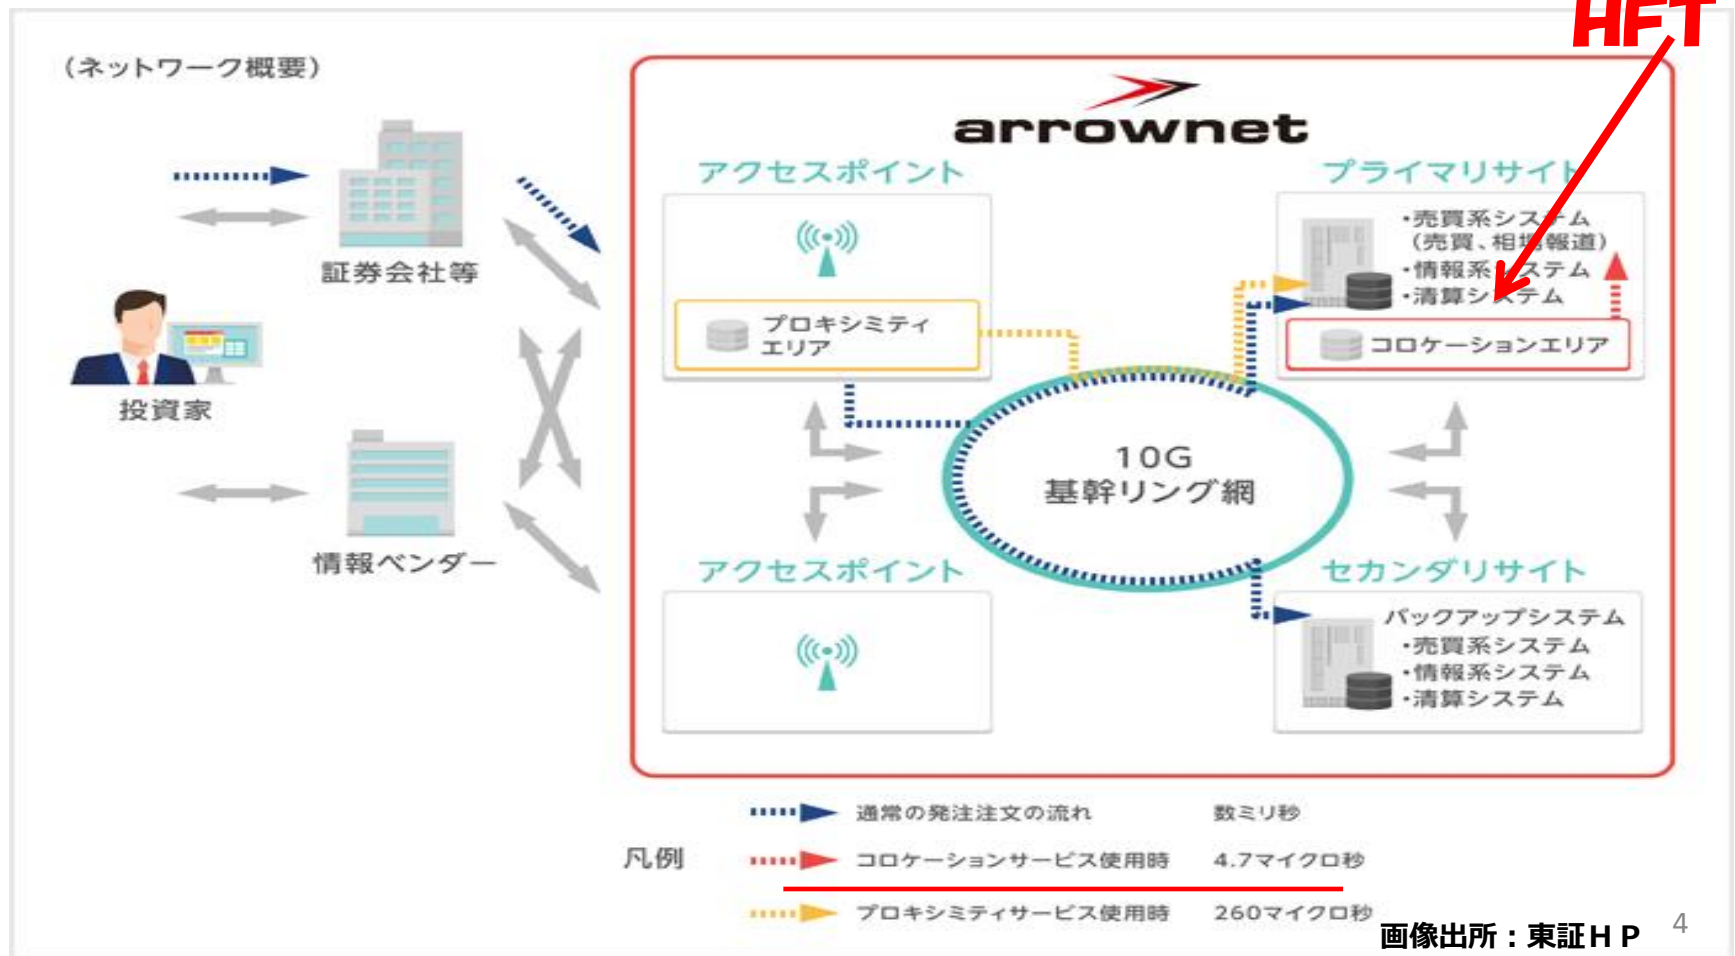 HFT
(ネットワーク概要)
arrownet
証券会社等
投資家
情報ベンダー
アクセスポイント
プロキシミティ
エリア
プライマリサイト
・売買系システム
(売買、相場報道)
・情報系システム
・清算システム
コロケーションエリア
10G
基幹リング網
アクセスポイント
セカンダリサイト
バックアップシステム
・売買系システム
・情報系システム
・清算システム
凡例
通常の発注注文の流れ 数ミリ秒
コロケーションサービス使用時 4.7マイクロ秒
プロキシミティサービス使用時 260マイクロ秒
画像出所:東証HP
4